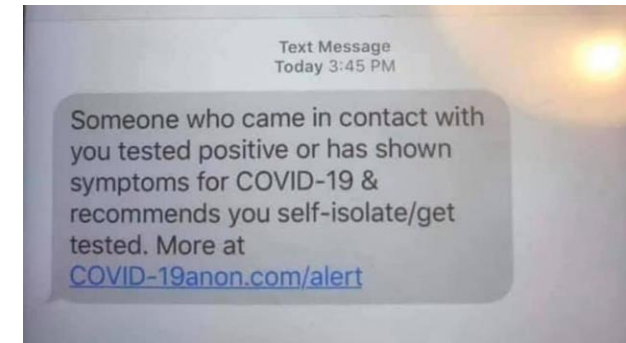 Text Message
Today 3:45 PM
Someone who came in contact with
you tested positive or has shown
symptoms for COVID-19 &
recommends you self-isolate/get
tested. More at
COVID-19anon.com/alert